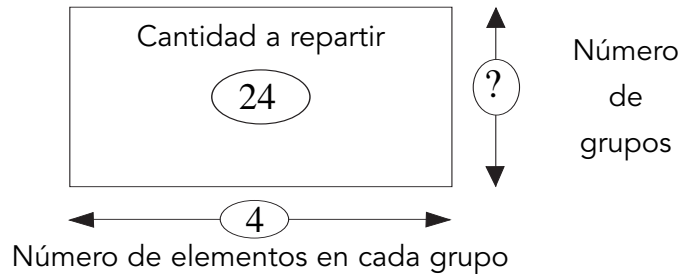 Cantidad a repartir
24
?
Número
de
grupos
4
Número de elementos en cada grupo